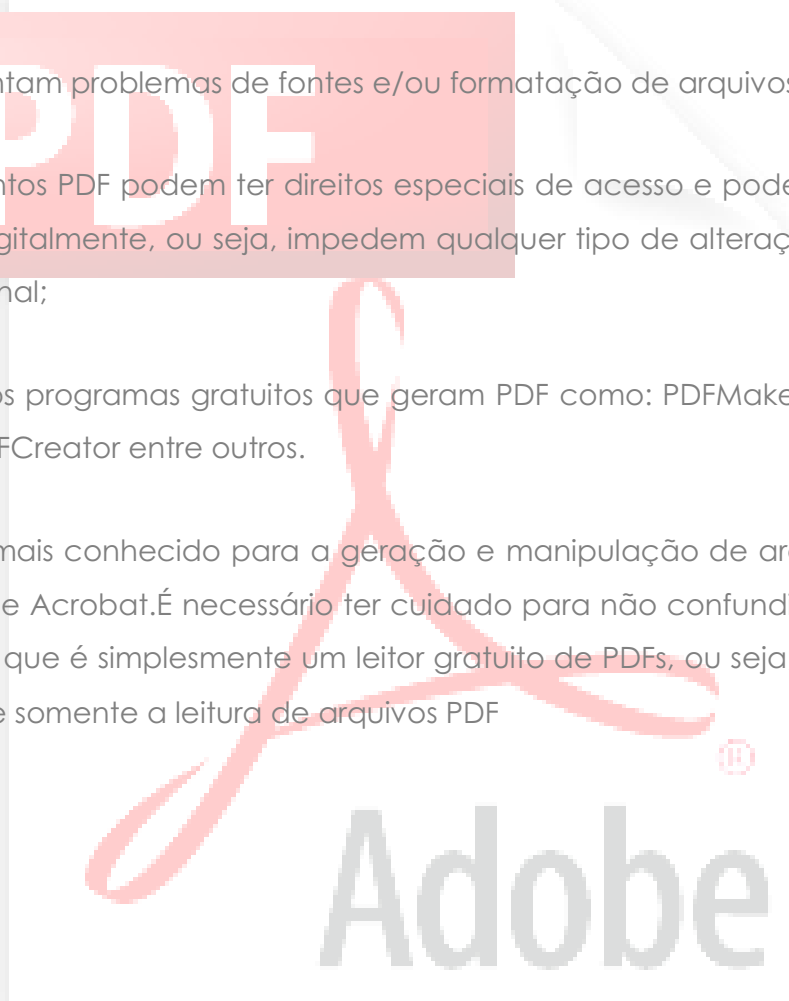 ntam problemas de fontes e/ou formatação de arquivos
PDF
ntos PDF podem ter direitos especiais de acesso e pode
gitalmente, ou seja, impedem qualquer tipo de alteraç
nal;
os programas gratuitos que geram PDF como: PDFMake
FCreator entre outros.
mais conhecido para a geração e manipulação de ar
e Acrobat.É necessário ter cuidado para não confundi
que é simplesmente um leitor gratuito de PDFs, ou seja
e somente a leitura de arquivos PDF
®
Adobe